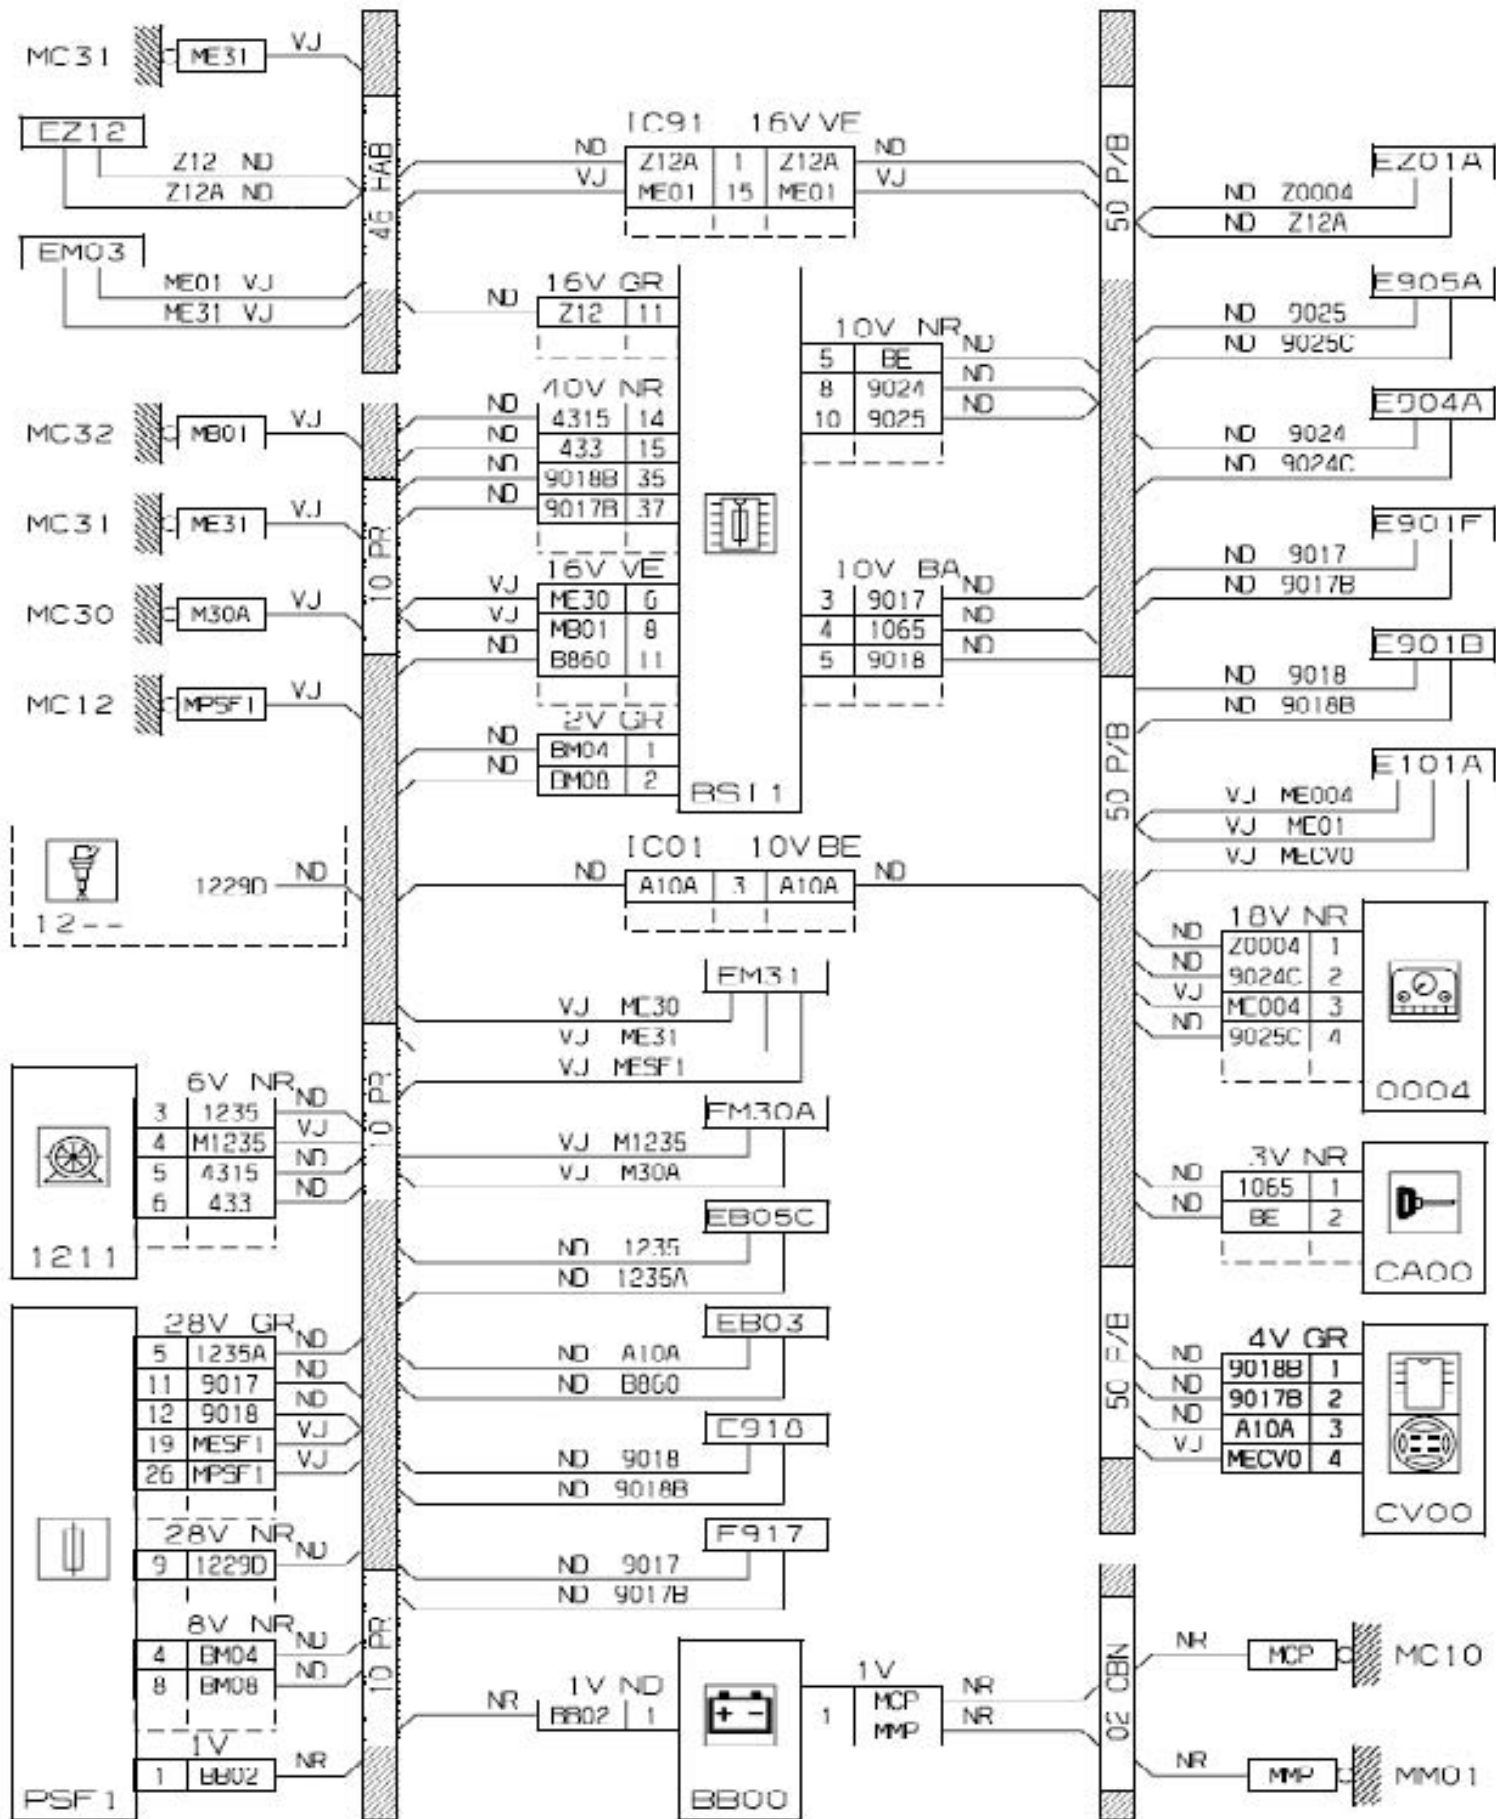 MC31 ME31 VJ
EZ12
Z12 ND
Z12A ND
EM03
ME01 VJ
ME31 VJ
MC32 MB01 VJ
MC31 ME31 VJ
MC30 M30A VJ
MC12 MPSF1 VJ
1229D ND
12--
6V NR
3 1235 ND
4 M1235 VJ
5 4315 ND
6 433 ND
1211
28V GR
5 1235A ND
11 9017 ND
12 9018 ND
19 MESF1 VJ
26 MPSF1 VJ
28V NR
9 1229D ND
8V NR
4 BM04 ND
8 BM08 ND
1V
1 BB02 NR
PSF1
46 HAB
10 PR
10 PR
10 PR
IC91 16V VE
ND Z12A 1 Z12A ND
VJ ME01 15 ME01 VJ
16V GR
ND Z12 11
40V NR
ND 4315 14
ND 433 15
ND 9018B 35
ND 9017B 37
16V VE
VJ ME30 6
VJ MB01 8
ND B860 11
2V GR
ND BM04 1
ND BM08 2
BSI1
10V NR
5 BE ND
8 9024 ND
10 9025 ND
10V BA
3 9017 ND
4 1065 ND
5 9018 ND
IC01 10V BE
ND A10A 3 A10A ND
EM31
VJ MC30
VJ ME31
VJ MESF1
EM30A
VJ M1235
VJ M30A
EB05C
ND 1235
ND 1235A
EB03
ND A10A
ND B860
E918
ND 9018
ND 9018B
E917
ND 9017
ND 9017B
1V ND
NR BB02 1
BB00
1V
1 MCP NR
MMP NR
50 P/B
50 P/B
50 P/B
02 CBN
EZ01A
ND Z0004
ND Z12A
E905A
ND 9025
ND 9025C
E904A
ND 9024
ND 9024C
E901F
ND 9017
ND 9017B
E901B
ND 9018
ND 9018B
E101A
VJ ME004
VJ ME01
VJ MECV0
18V NR
ND Z0004 1
ND 9024C 2
VJ ME004 3
ND 9025C 4
0004
3V NR
ND 1065 1
ND BE 2
CA00
4V GR
ND 9018B 1
ND 9017B 2
ND A10A 3
VJ MECV0 4
CV00
NR MCP MC10
NR MMP MM01